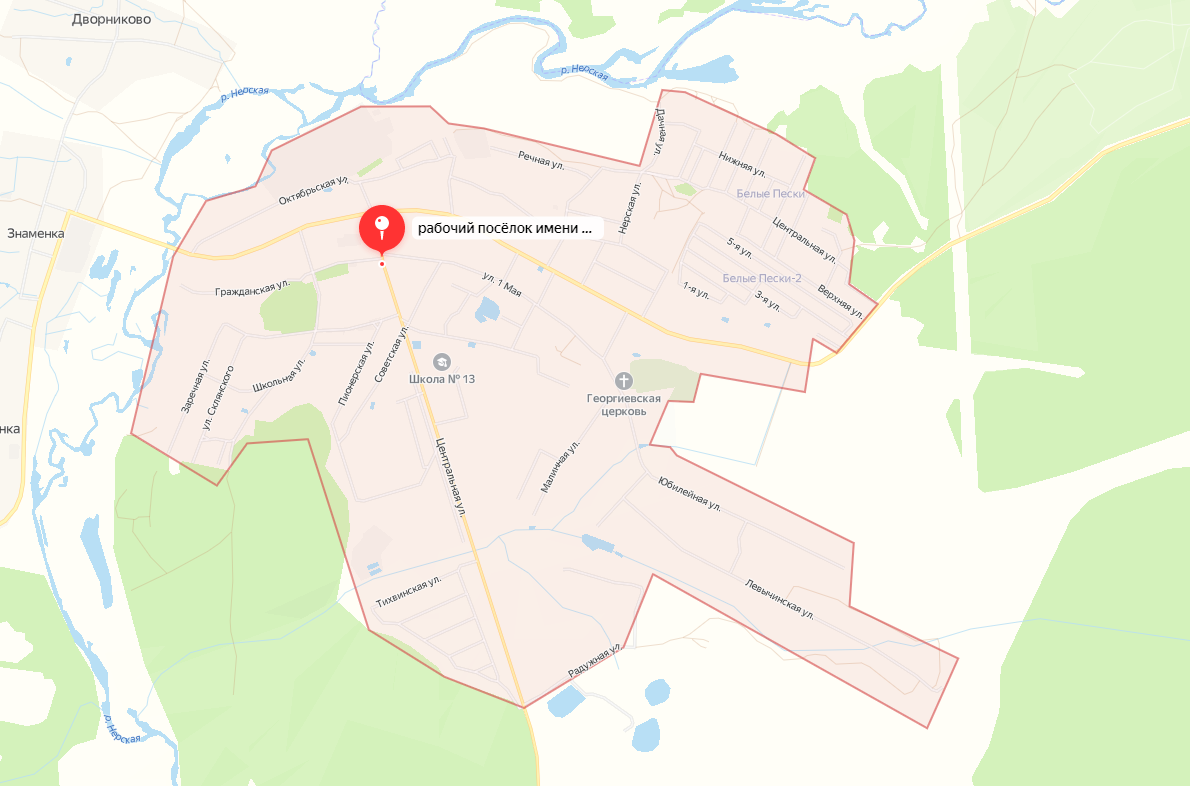 Дворниково
р. Нерская
р. Нерская
Дачная ул.
Речная ул.
Нижняя ул.
Октябрьская ул.
Нерская ул.
Белые Пески
рабочий посёлок имени ...
Знаменка
Центральная ул.
5-я ул.
Белые Пески-2
Гражданская ул.
ул. 1 Мая
1-я ул.
3-я ул.
Верхняя ул.
Заречная ул.
ул. Склянского
Школьная ул.
Пионерская ул.
Советская ул.
Школа № 13
Георгиевская
церковь
нка
Центральная ул.
Малинная ул.
Юбилейная ул.
Тихвинская ул.
Левычинская ул.
Радужная ул.
р. Нерская